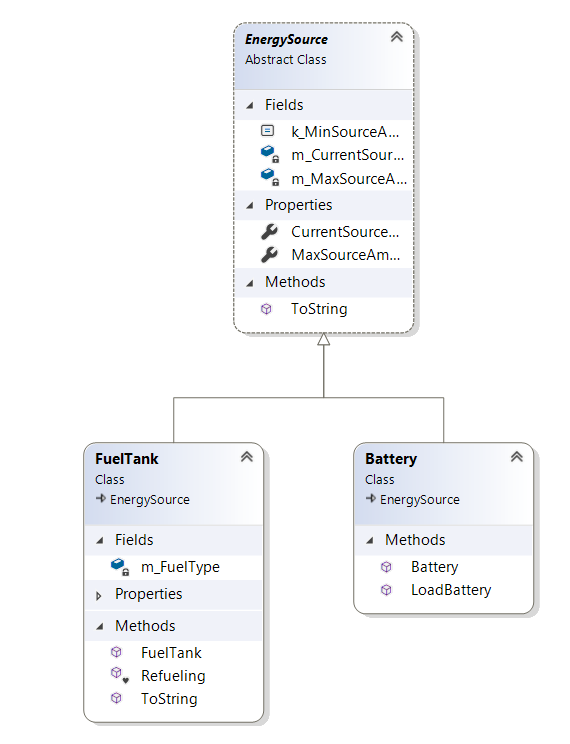 EnergySource
Abstract Class
Fields
k_MinSourceA...
m_CurrentSour...
m_MaxSourceA...
Properties
CurrentSource...
MaxSourceAm...
Methods
ToString
FuelTank
Class
EnergySource
Fields
m_FuelType
Properties
Methods
FuelTank
Refueling
ToString
Battery
Class
EnergySource
Methods
Battery
LoadBattery